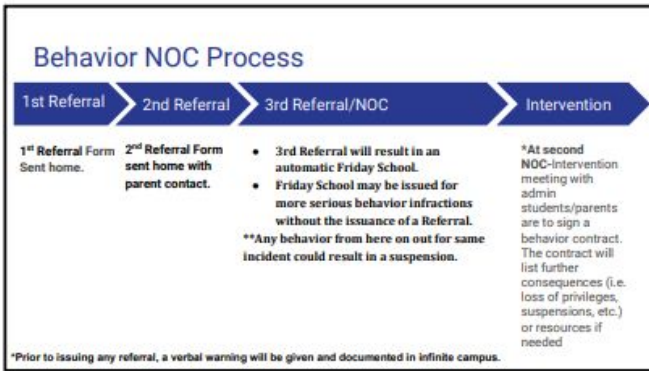 Behavior NOC Process
1st Referral
2nd Referral
3rd Referral/NOC
Intervention
1st Referral Form
Sent home.
2nd Referral Form
sent home with
parent contact.
• 3rd Referral will result in an
automatic Friday School.
• Friday School may be issued for
more serious behavior infractions
without the issuance of a Referral.
**Any behavior from here on out for same
incident could result in a suspension.
*At second
NOC-Intervention
meeting with
admin
students/parents
are to sign a
behavior contract.
The contract will
list further
consequences (i.e.
loss of privileges,
suspensions, etc.)
or resources if
needed
*Prior to issuing any referral, a verbal warning will be given and documented in infinite campus.